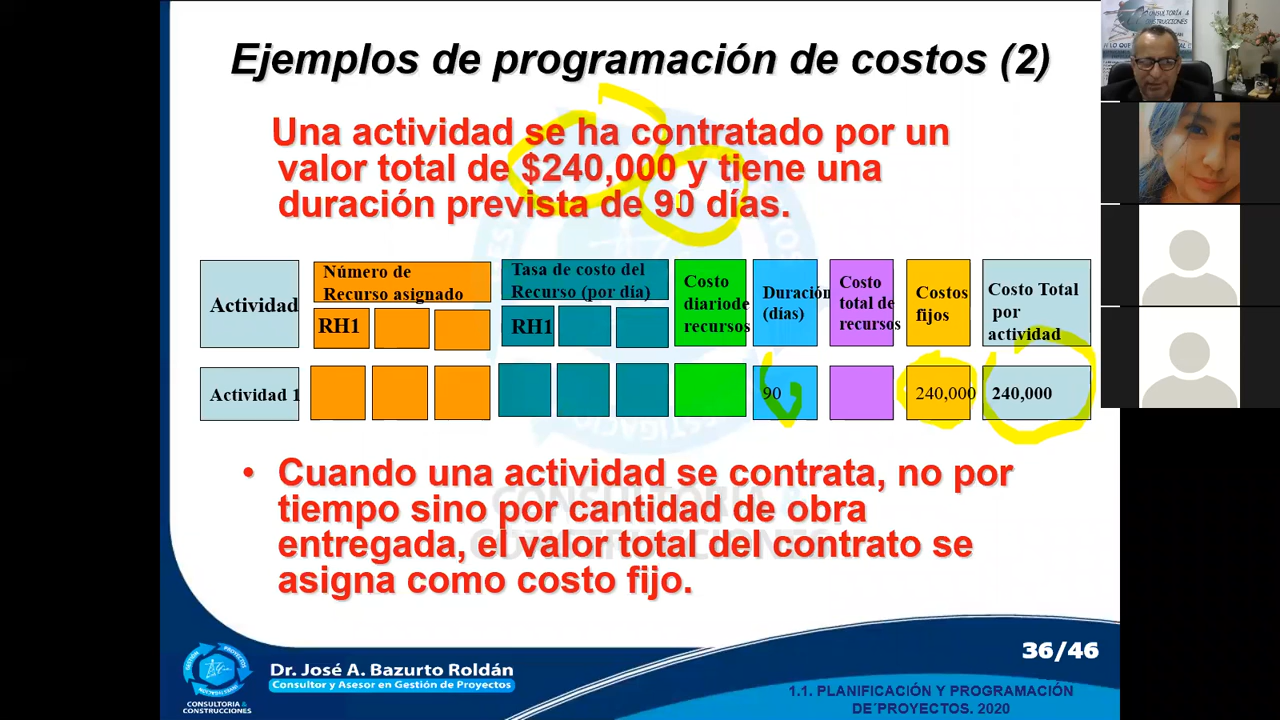 Ejemplos de programación de costos (2)
Una actividad se ha contratado por un
valor total de $240,000 y tiene una
duración prevista de 90 días.
Actividad
Número de
Recurso asignado
RH1
Tasa de costo del
Recurso (por día)
RH1
Costo
diariode
recursos
Duración
(días)
Costo
total de
recursos
Costos
fijos
Costo Total
por
actividad
Actividad 1
90
240,000
240,000
• Cuando una actividad se contrata, no por
tiempo sino por cantidad de obra
entregada, el valor total del contrato se
asigna como costo fijo.
CONSULTORÍA &
CONSTRUCCIONES
Dr. José A. Bazurto Roldán
Consultor y Asesor en Gestión de Proyectos
36/46
1.1. PLANIFICACIÓN Y PROGRAMACIÓN
DE´PROYECTOS. 2020